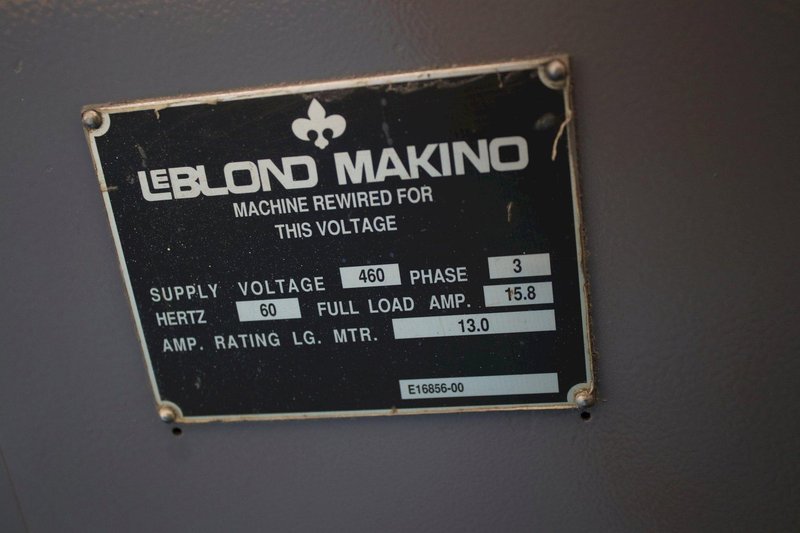 LEBLOND MAKINO
MACHINE REWIRED FOR
THIS VOLTAGE
SUPPLY VOLTAGE 460 PHASE 3
HERTZ 60 FULL LOAD AMP. 15.8
AMP. RATING LG. MTR. 13.0
E16856-00